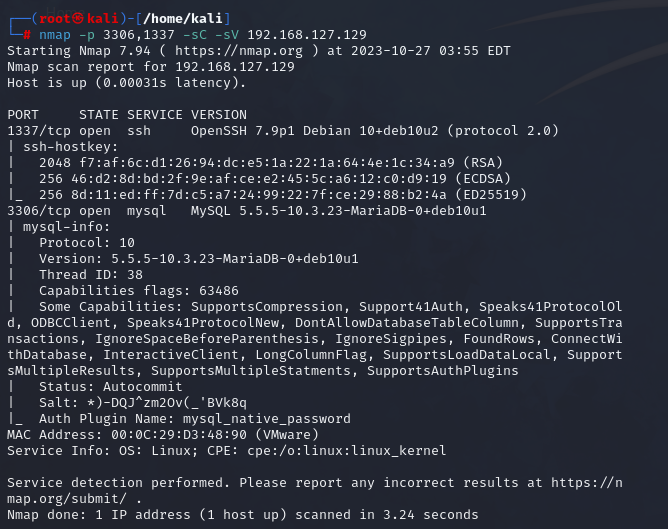 ┌──(root㉿kali)-[/home/kali]
└─# nmap -p 3306,1337 -sC -sV 192.168.127.129
Starting Nmap 7.94 ( https://nmap.org ) at 2023-10-27 03:55 EDT
Nmap scan report for 192.168.127.129
Host is up (0.00031s latency).

PORT     STATE SERVICE VERSION
1337/tcp open  ssh     OpenSSH 7.9p1 Debian 10+deb10u2 (protocol 2.0)
| ssh-hostkey:
|   2048 f7:af:6c:d1:26:94:dc:e5:1a:22:1a:64:4e:1c:34:a9 (RSA)
|   256 46:d2:8d:bd:2f:9e:af:ce:e2:45:5c:a6:12:c0:d9:19 (ECDSA)
|_  256 8d:11:ed:ff:7d:c5:a7:24:99:22:7f:ce:29:88:b2:4a (ED25519)
3306/tcp open  mysql   MySQL 5.5.5-10.3.23-MariaDB-0+deb10u1
| mysql-info:
|   Protocol: 10
|   Version: 5.5.5-10.3.23-MariaDB-0+deb10u1
|   Thread ID: 38
|   Capabilities flags: 63486
|   Some Capabilities: SupportsCompression, Support41Auth, Speaks41ProtocolOl
d, ODBCClient, Speaks41ProtocolNew, DontAllowDatabaseTableColumn, SupportsTra
nsactions, IgnoreSpaceBeforeParenthesis, IgnoreSigpipes, FoundRows, ConnectWi
thDatabase, InteractiveClient, LongColumnFlag, SupportsLoadDataLocal, Support
sMultipleResults, SupportsMultipleStatments, SupportsAuthPlugins
|   Status: Autocommit
|   Salt: *)-DQJ^zm2Ov(_'BVk8q
|_  Auth Plugin Name: mysql_native_password
MAC Address: 00:0C:29:D3:48:90 (VMware)
Service Info: OS: Linux; CPE: cpe:/o:linux:linux_kernel

Service detection performed. Please report any incorrect results at https://n
map.org/submit/ .
Nmap done: 1 IP address (1 host up) scanned in 3.24 seconds